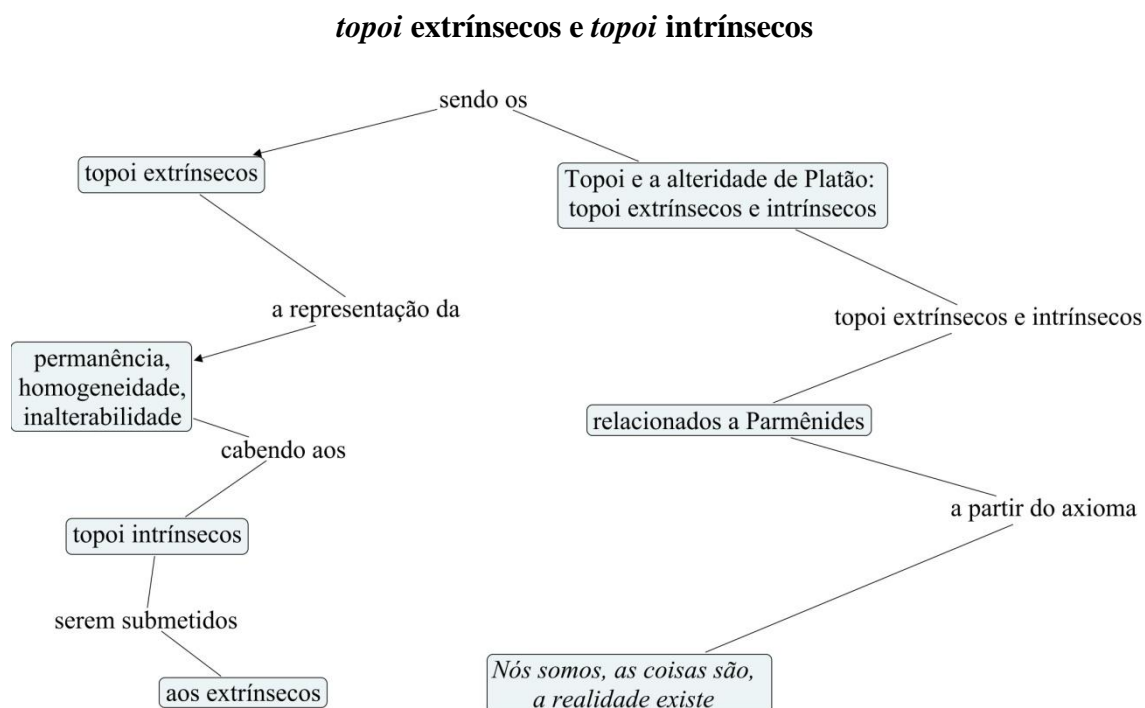 topoi extrínsecos e topoi intrínsecos
sendo os
topoi extrínsecos
Topoi e a alteridade de Platão:
topoi extrínsecos e intrínsecos
a representação da
topoi extrínsecos e intrínsecos
permanência,
homogeneidade,
inalterabilidade
relacionados a Parmênides
cabendo aos
a partir do axioma
topoi intrínsecos
serem submetidos
aos extrínsecos
Nós somos, as coisas são,
a realidade existe